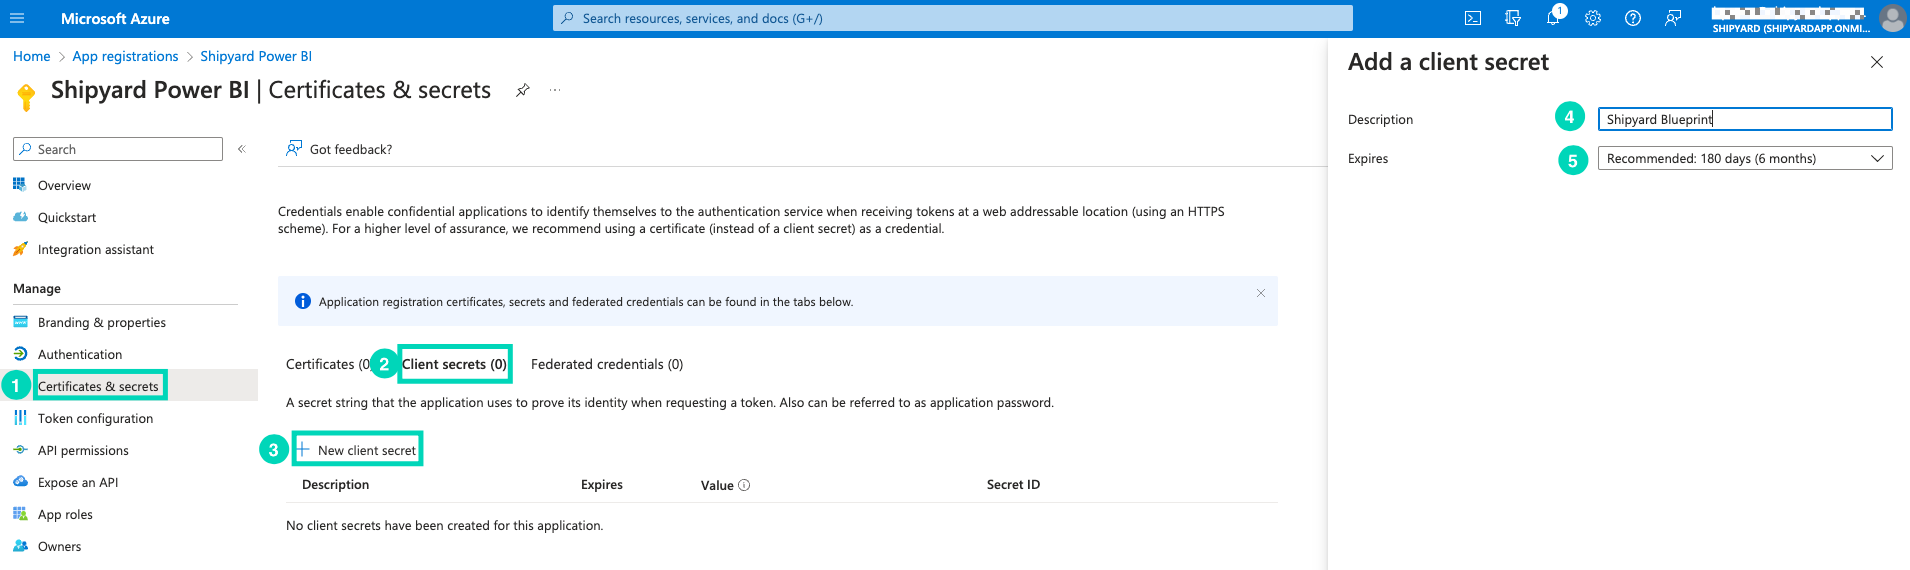 Microsoft Azure
Search resources, services, and docs (G+/)
1
SHIPYARD (SHIPYARDAPP.ONMI...
Home > App registrations > Shipyard Power BI
Shipyard Power BI | Certificates & secrets
...
Search
«
Overview
Quickstart
Integration assistant
Manage
Branding & properties
Authentication
1 Certificates & secrets
Token configuration
API permissions
Expose an API
App roles
Owners
Got feedback?
Credentials enable confidential applications to identify themselves to the authentication service when receiving tokens at a web addressable location (using an HTTPS
scheme). For a higher level of assurance, we recommend using a certificate (instead of a client secret) as a credential.
Application registration certificates, secrets and federated credentials can be found in the tabs below.
Certificates (0) 2 Client secrets (0) Federated credentials (0)
A secret string that the application uses to prove its identity when requesting a token. Also can be referred to as application password.
3 + New client secret
Description Expires Value Secret ID
No client secrets have been created for this application.
Add a client secret
Description 4 Shipyard Blueprint
Expires 5 Recommended: 180 days (6 months)